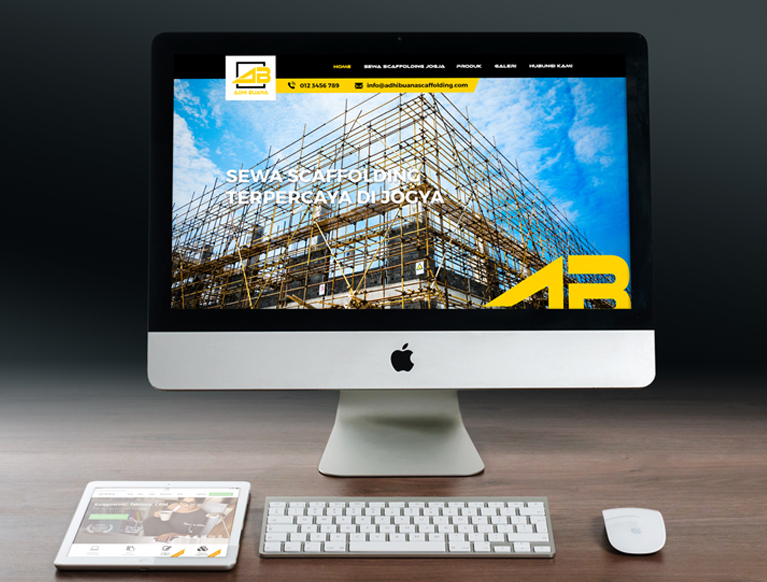 HOME SEWA SCAFFOLDING JOGJA PRODUK GALERI HUBUNGI KAMI
AB
ADHI BUANA
012 3456 789 info@adhibuanascaffolding.com
SEWA SCAFFOLDING
TERPERCAYA DI JOGYA
AB